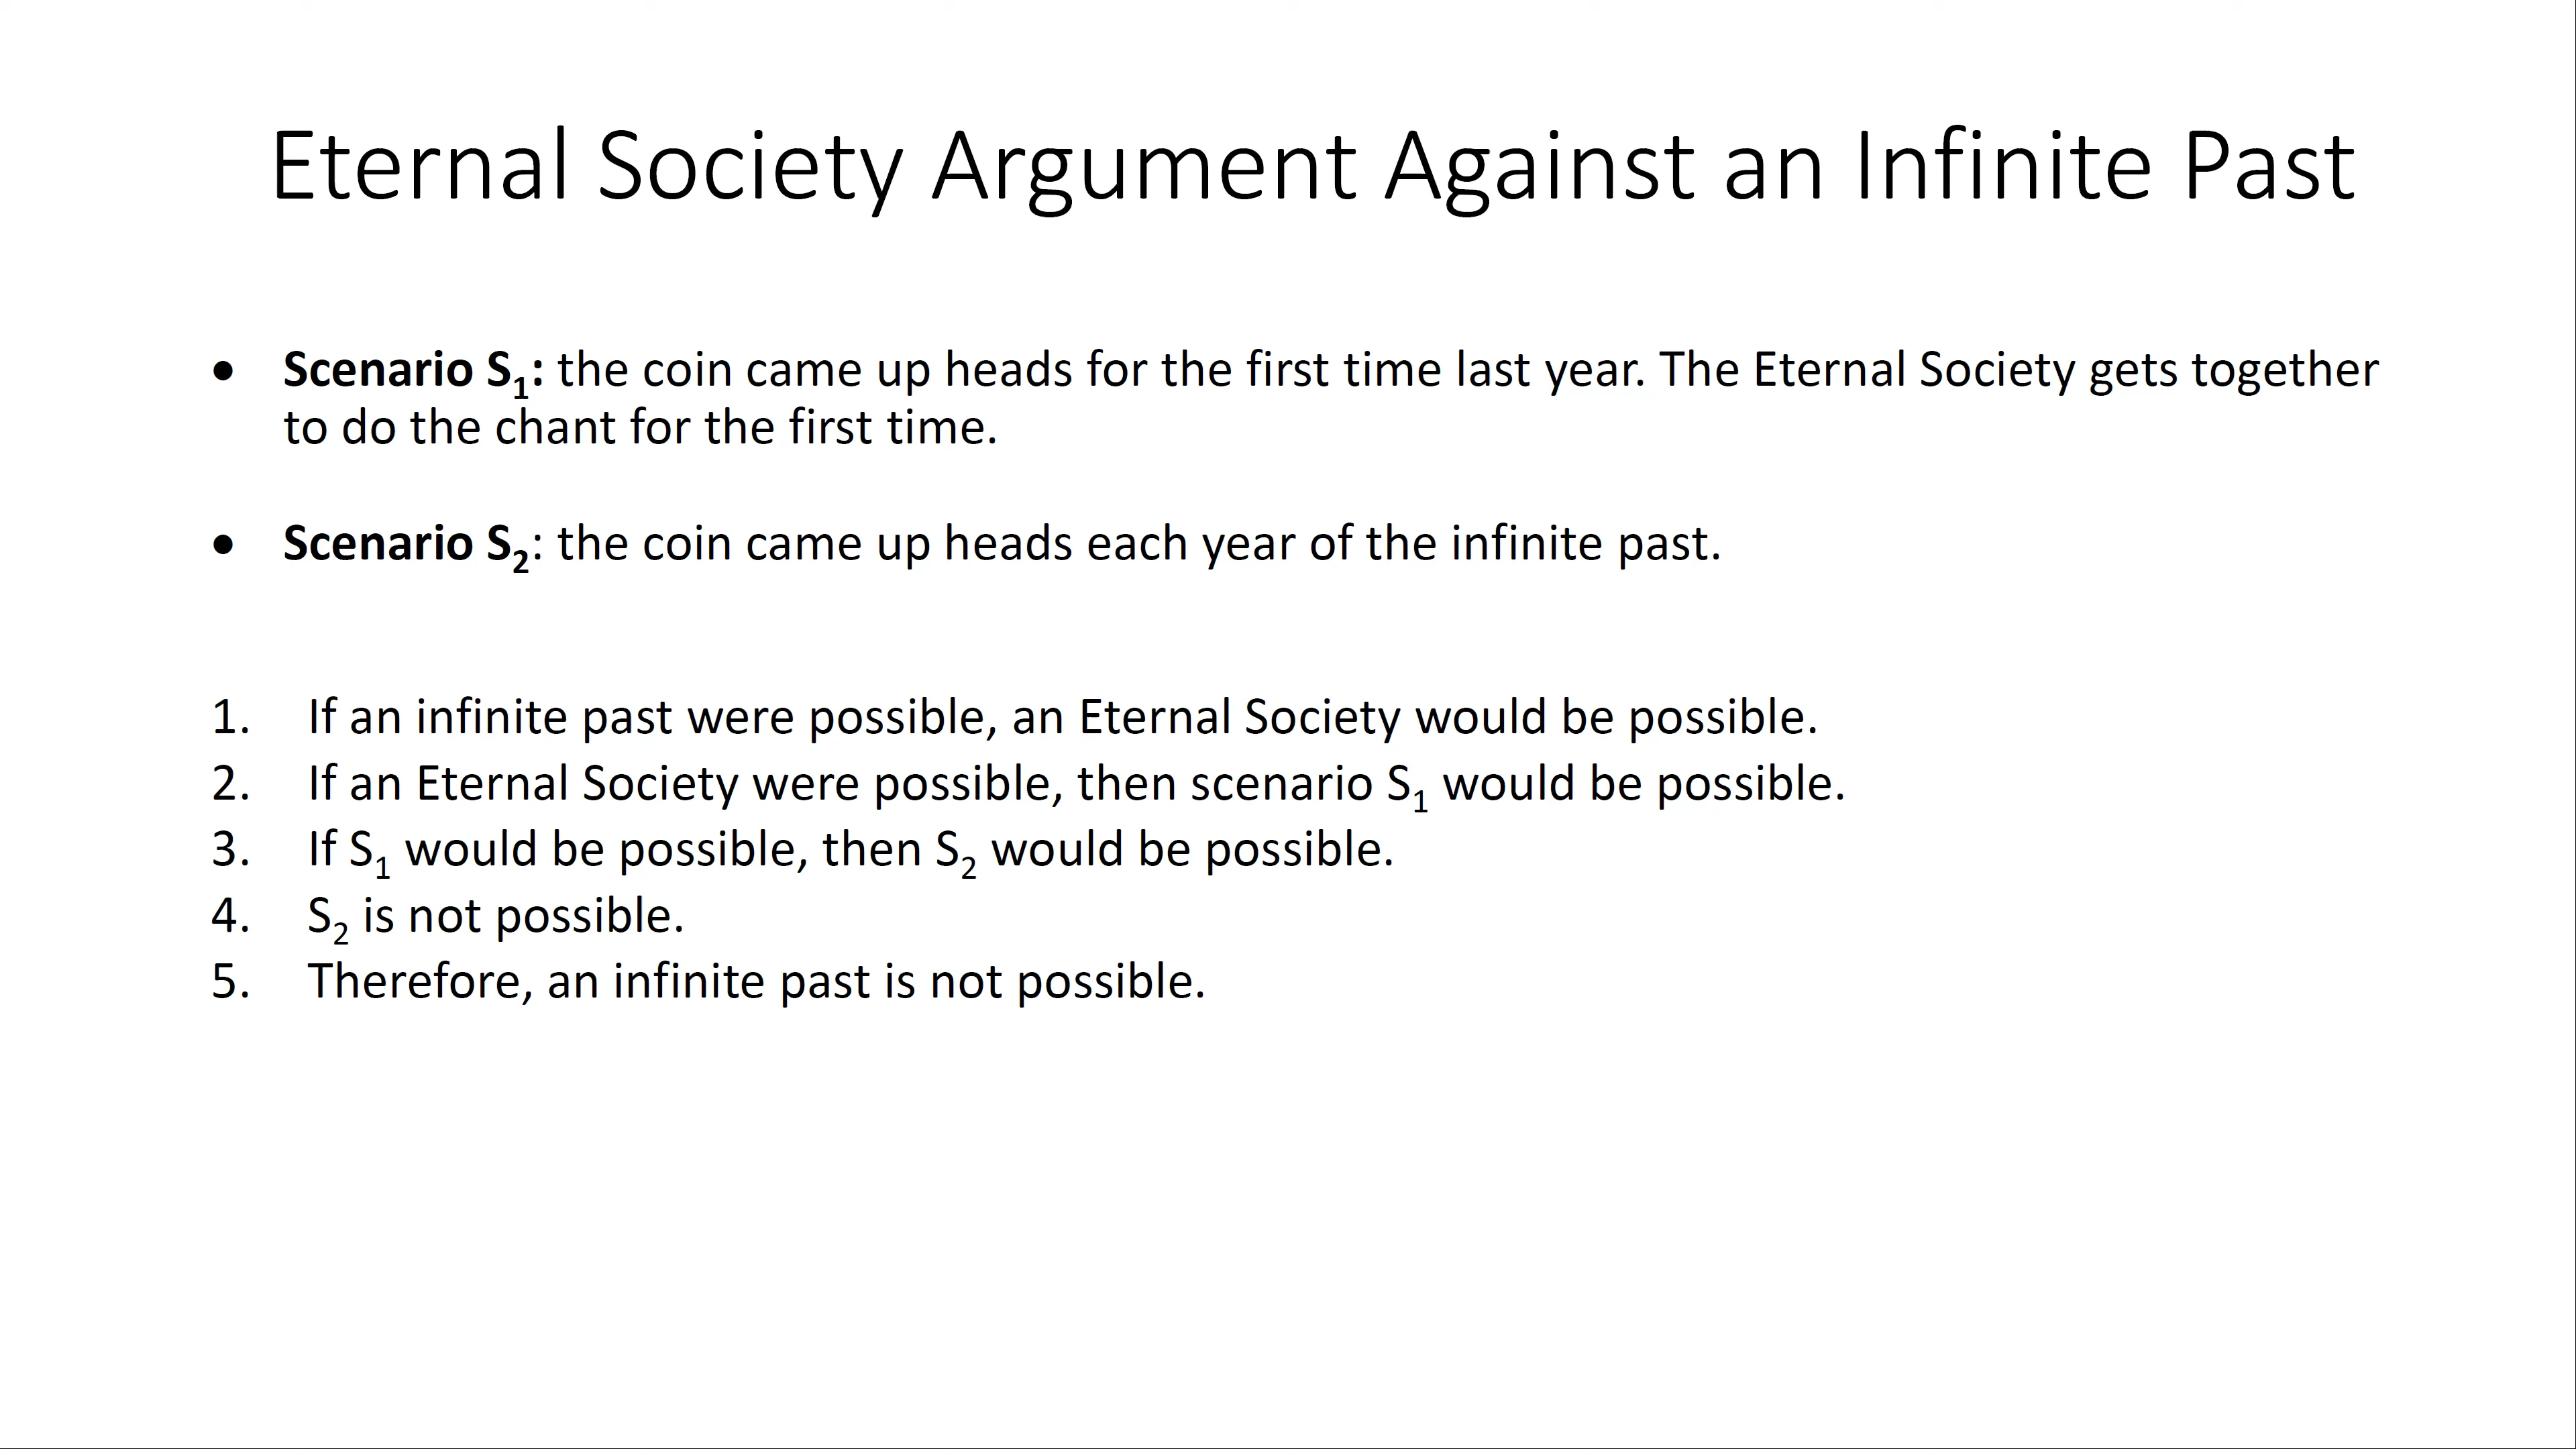 Eternal Society Argument Against an Infinite Past
• Scenario S₁: the coin came up heads for the first time last year. The Eternal Society gets together
to do the chant for the first time.
• Scenario S₂: the coin came up heads each year of the infinite past.
1. If an infinite past were possible, an Eternal Society would be possible.
2. If an Eternal Society were possible, then scenario S₁ would be possible.
3. If S₁ would be possible, then S₂ would be possible.
4. S₂ is not possible.
5. Therefore, an infinite past is not possible.